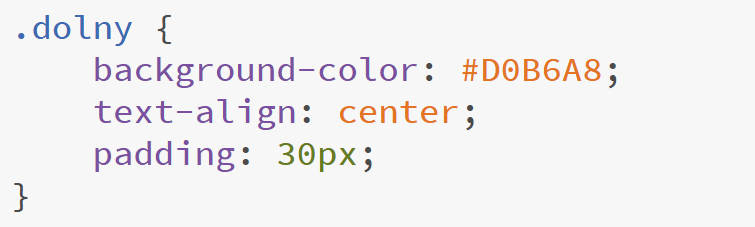 .dolny {
    background-color: #D0B6A8;
    text-align: center;
    padding: 30px;
}